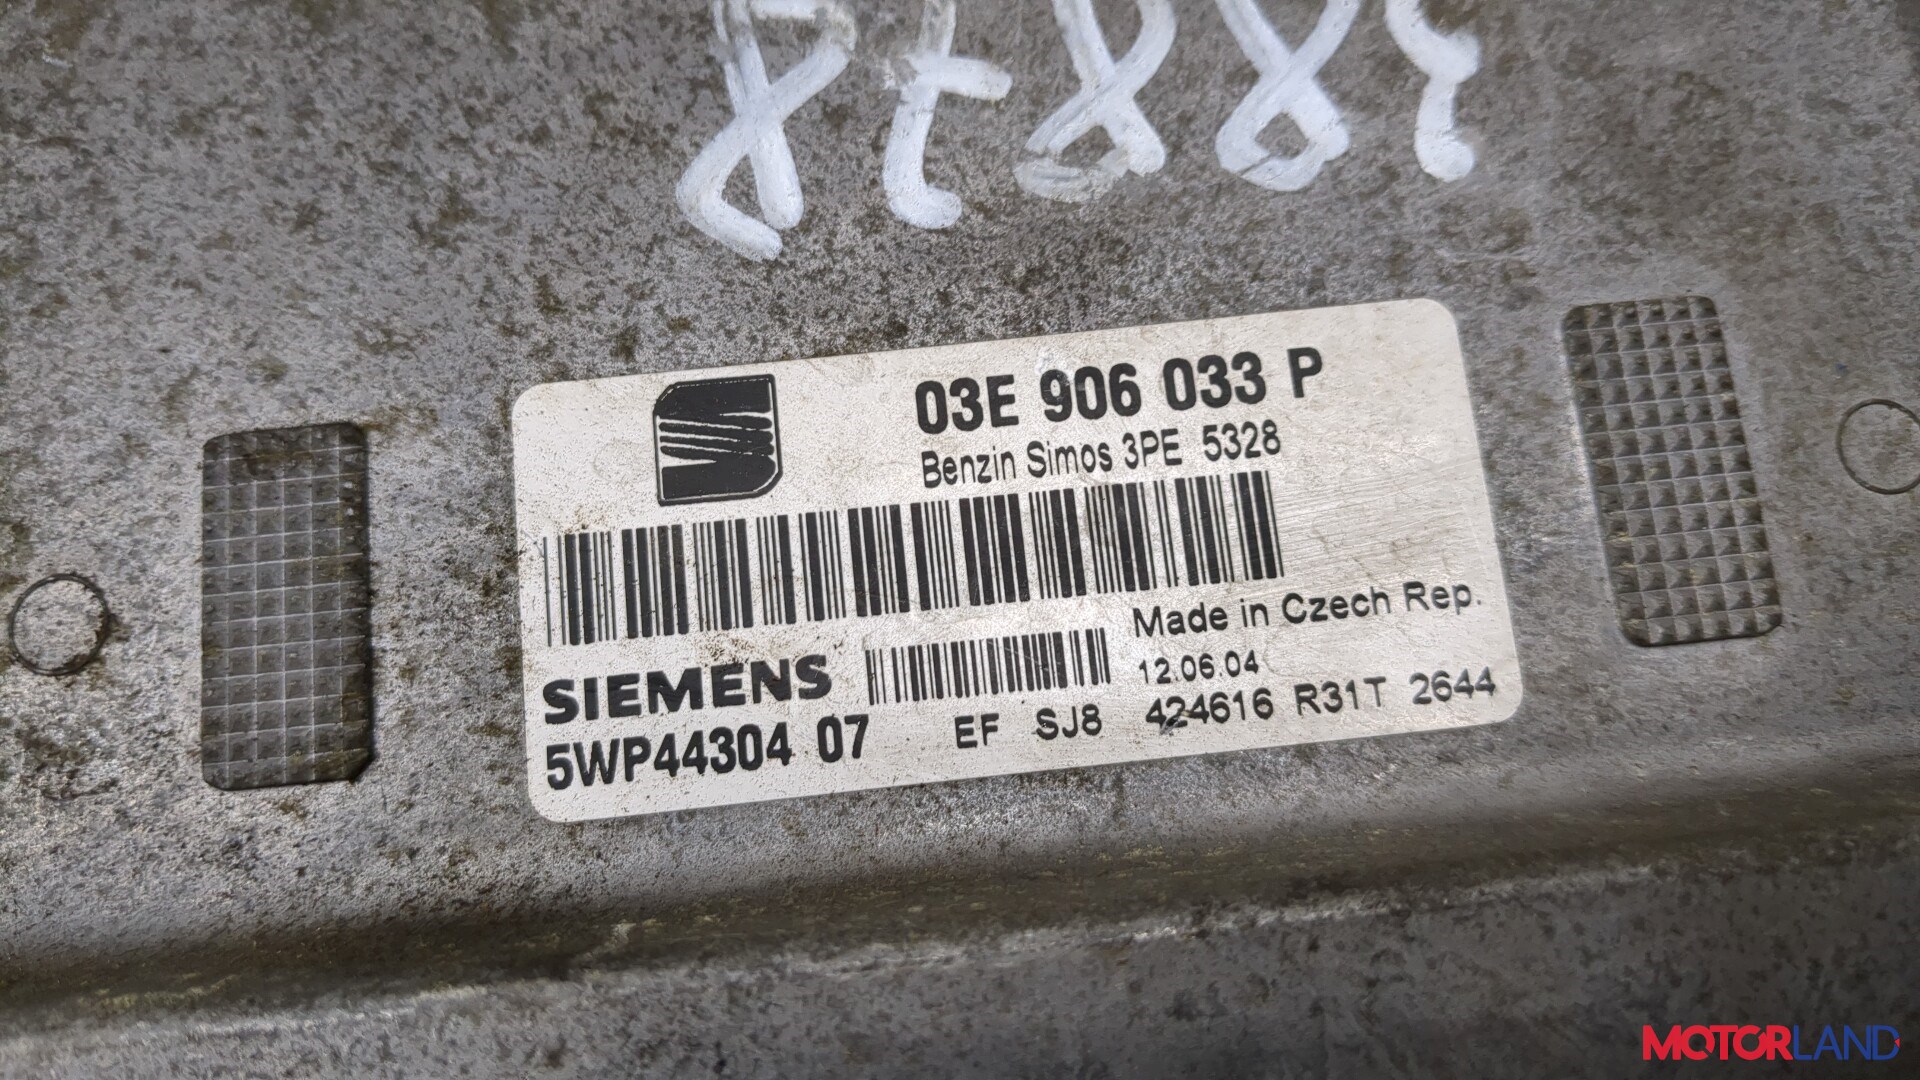 03E 906 033 P
Benzin Simos 3PE 5328
Made in Czech Rep.
SIEMENS
12.06.04
5WP44304 07 EF SJ8 424616 R31T 2644
MOTORLAND